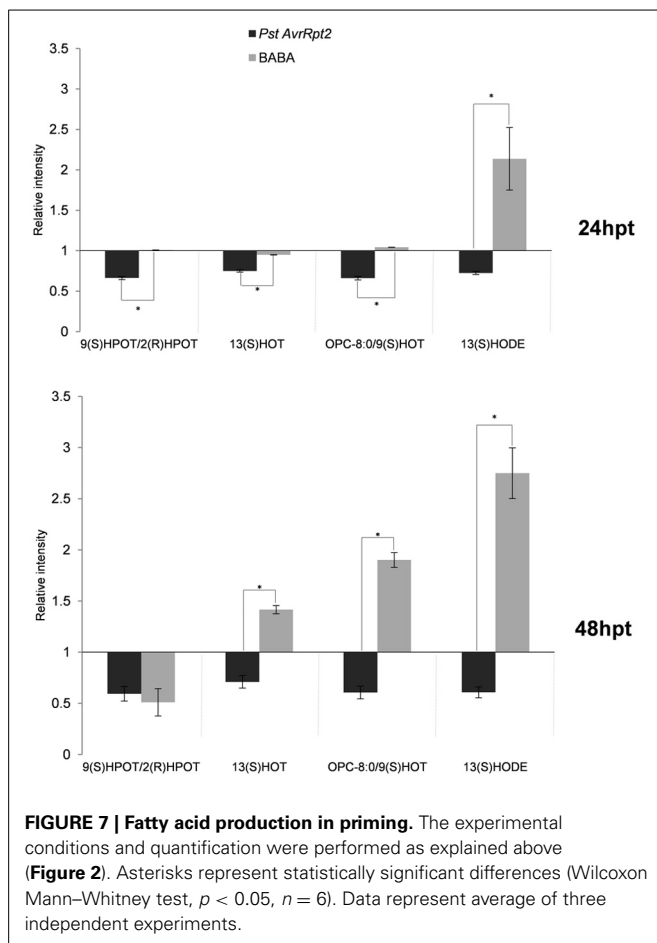 Pst AvrRpt2
BABA
3.5
3
2.5
2
1.5
1
0.5
0
Relative intensity
*
*
*
*
24hpt
9(S)HPOT/2(R)HPOT 13(S)HOT OPC-8:0/9(S)HOT 13(S)HODE
3.5
3
2.5
2
1.5
1
0.5
0
Relative intensity
*
*
*
48hpt
9(S)HPOT/2(R)HPOT 13(S)HOT OPC-8:0/9(S)HOT 13(S)HODE
FIGURE 7 | Fatty acid production in priming. The experimental
conditions and quantification were performed as explained above
(Figure 2). Asterisks represent statistically significant differences (Wilcoxon
Mann–Whitney test, p < 0.05, n = 6). Data represent average of three
independent experiments.